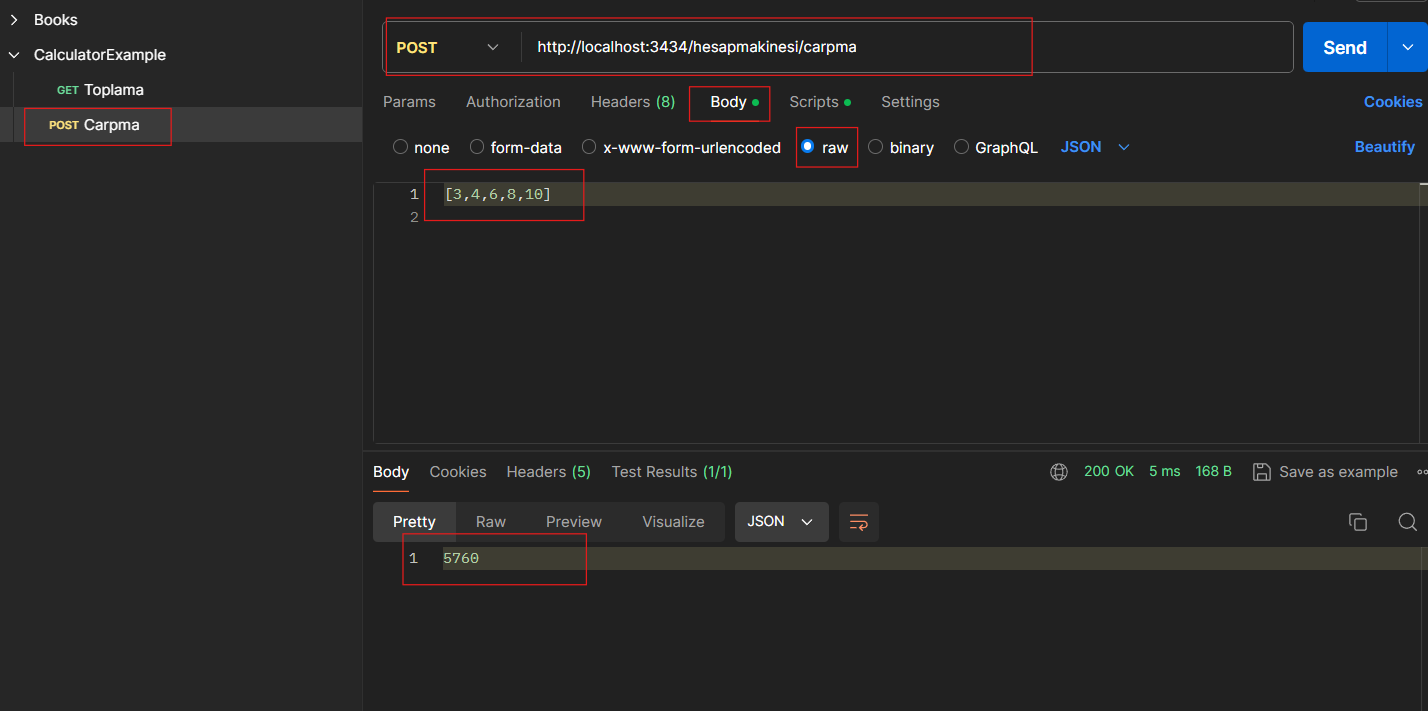 Books
CalculatorExample
GET Toplama
POST Carpma
POST http://localhost:3434/hesapmakinesi/carpma Send
Params Authorization Headers (8) Body Scripts Settings Cookies
none form-data x-www-form-urlencoded raw binary GraphQL JSON Beautify
1 [3,4,6,8,10]
2
Body Cookies Headers (5) Test Results (1/1) 200 OK 5 ms 168 B Save as example
Pretty Raw Preview Visualize JSON
1 5760